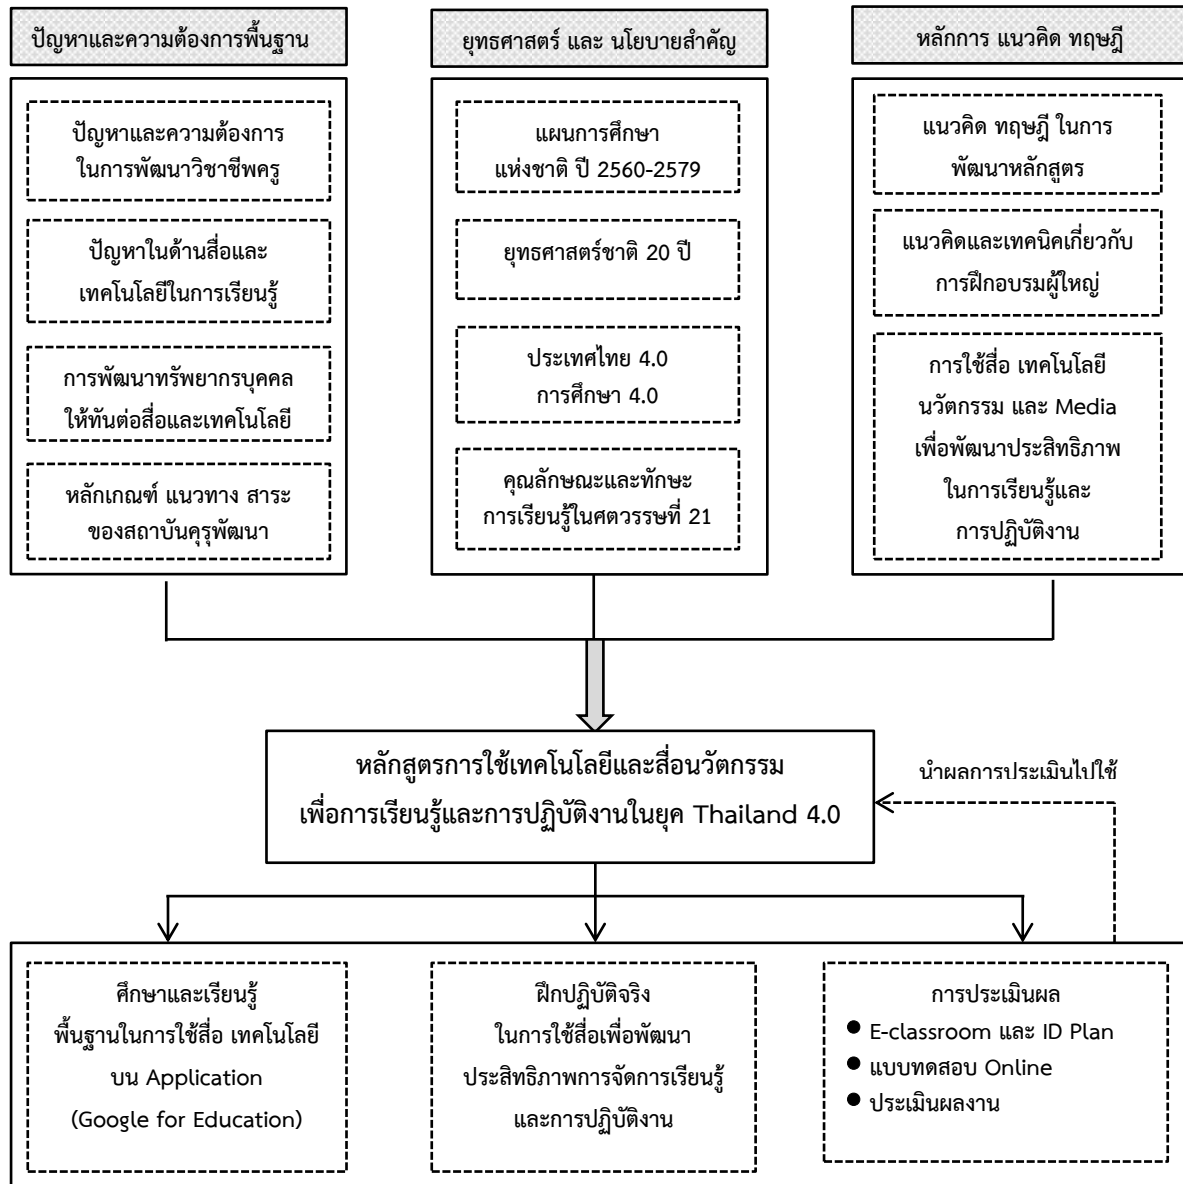 ปัญหาและความต้องการพื้นฐาน
ปัญหาและความต้องการ
ในการพัฒนาวิชาชีพครู
ปัญหาในด้านสื่อและ
เทคโนโลยีในการเรียนรู้
การพัฒนาทรัพยากรบุคคล
ให้ทันต่อสื่อและเทคโนโลยี
หลักเกณฑ์ แนวทาง สาระ
ของสถาบันคุรุพัฒนา
ยุทธศาสตร์ และ นโยบายสำคัญ
แผนการศึกษา
แห่งชาติ ปี 2560-2579
ยุทธศาสตร์ชาติ 20 ปี
ประเทศไทย 4.0
การศึกษา 4.0
คุณลักษณะและทักษะ
การเรียนรู้ในศตวรรษที่ 21
หลักการ แนวคิด ทฤษฎี
แนวคิด ทฤษฎี ในการ
พัฒนาหลักสูตร
แนวคิดและเทคนิคเกี่ยวกับ
การฝึกอบรมผู้ใหญ่
การใช้สื่อ เทคโนโลยี
นวัตกรรม และ Media
เพื่อพัฒนาประสิทธิภาพ
ในการเรียนรู้และ
การปฏิบัติงาน
หลักสูตรการใช้เทคโนโลยีและสื่อนวัตกรรม
เพื่อการเรียนรู้และการปฏิบัติงานในยุค Thailand 4.0
นำผลการประเมินไปใช้
ศึกษาและเรียนรู้
พื้นฐานในการใช้สื่อ เทคโนโลยี
บน Application
(Google for Education)
ฝึกปฏิบัติจริง
ในการใช้สื่อเพื่อพัฒนา
ประสิทธิภาพการจัดการเรียนรู้
และการปฏิบัติงาน
การประเมินผล
● E-classroom และ ID Plan
● แบบทดสอบ Online
● ประเมินผลงาน